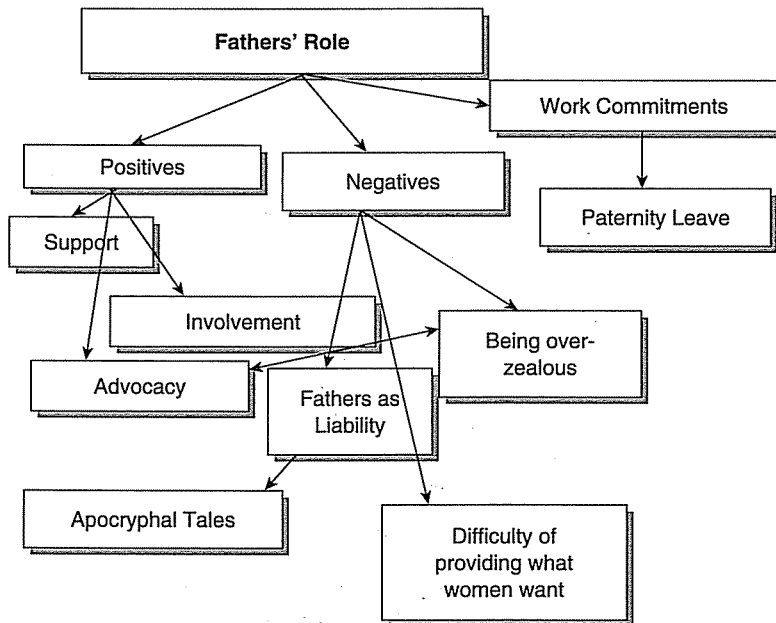 Fathers' Role
Work Commitments
Positives
Negatives
Paternity Leave
Support
Involvement
Being over-
zealous
Advocacy
Fathers as
Liability
Apocryphal Tales
Difficulty of
providing what
women want